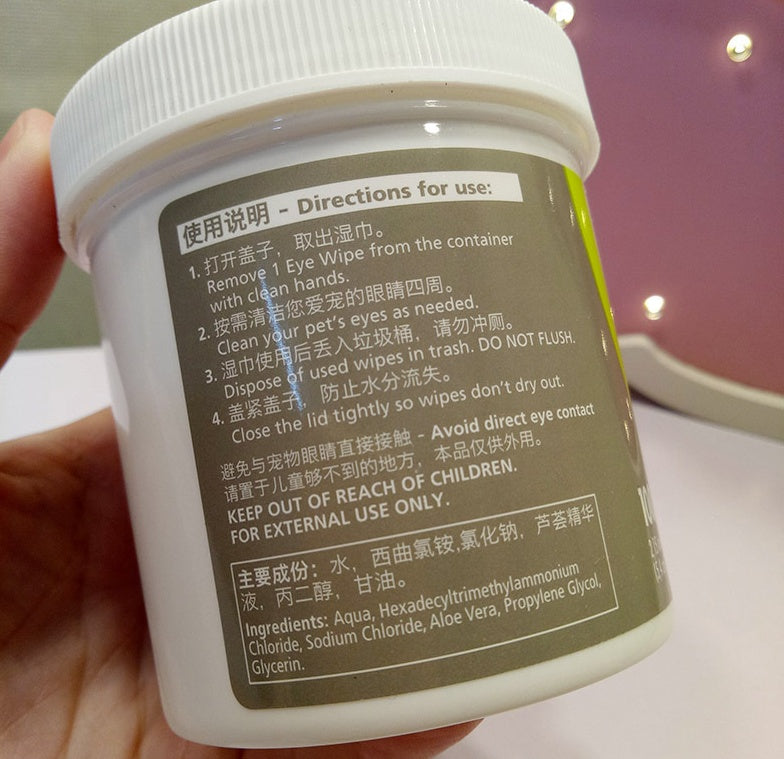 使用说明 - Directions for use:
1. 打开盖子，取出湿巾。
Remove 1 Eye Wipe from the container
with clean hands.
2. 按需清洁您爱宠的眼睛四周。
Clean your pet's eyes as needed.
3. 湿巾使用后丢入垃圾桶，请勿冲厕。
Dispose of used wipes in trash. DO NOT FLUSH.
4. 盖紧盖子，防止水分流失。
Close the lid tightly so wipes don't dry out.
避免与宠物眼睛直接接触 - Avoid direct eye contact
请置于儿童够不到的地方，本品仅供外用。
KEEP OUT OF REACH OF CHILDREN.
FOR EXTERNAL USE ONLY.
主要成份：水，西曲氯铵,氯化钠，芦荟精华
液，丙二醇，甘油。
Ingredients: Aqua, Hexadecyltrimethylammonium
Chloride, Sodium Chloride, Aloe Vera, Propylene Glycol,
Glycerin.